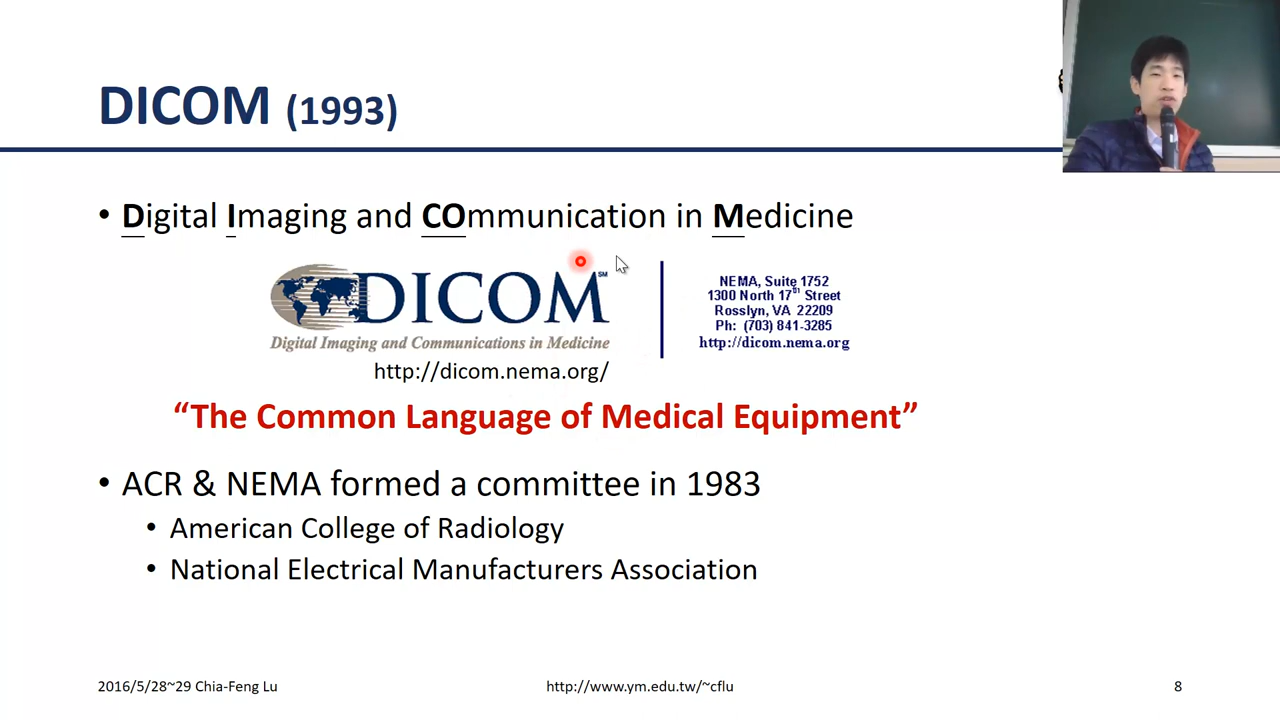 DICOM (1993)
• Digital Imaging and COmmunication in Medicine
DICOM℠
Digital Imaging and Communications in Medicine
NEMA, Suite 1752
1300 North 17th Street
Rosslyn, VA 22209
Ph: (703) 841-3285
http://dicom.nema.org
http://dicom.nema.org/
“The Common Language of Medical Equipment”
• ACR & NEMA formed a committee in 1983
• American College of Radiology
• National Electrical Manufacturers Association
2016/5/28~29 Chia-Feng Lu
http://www.ym.edu.tw/~cflu
8